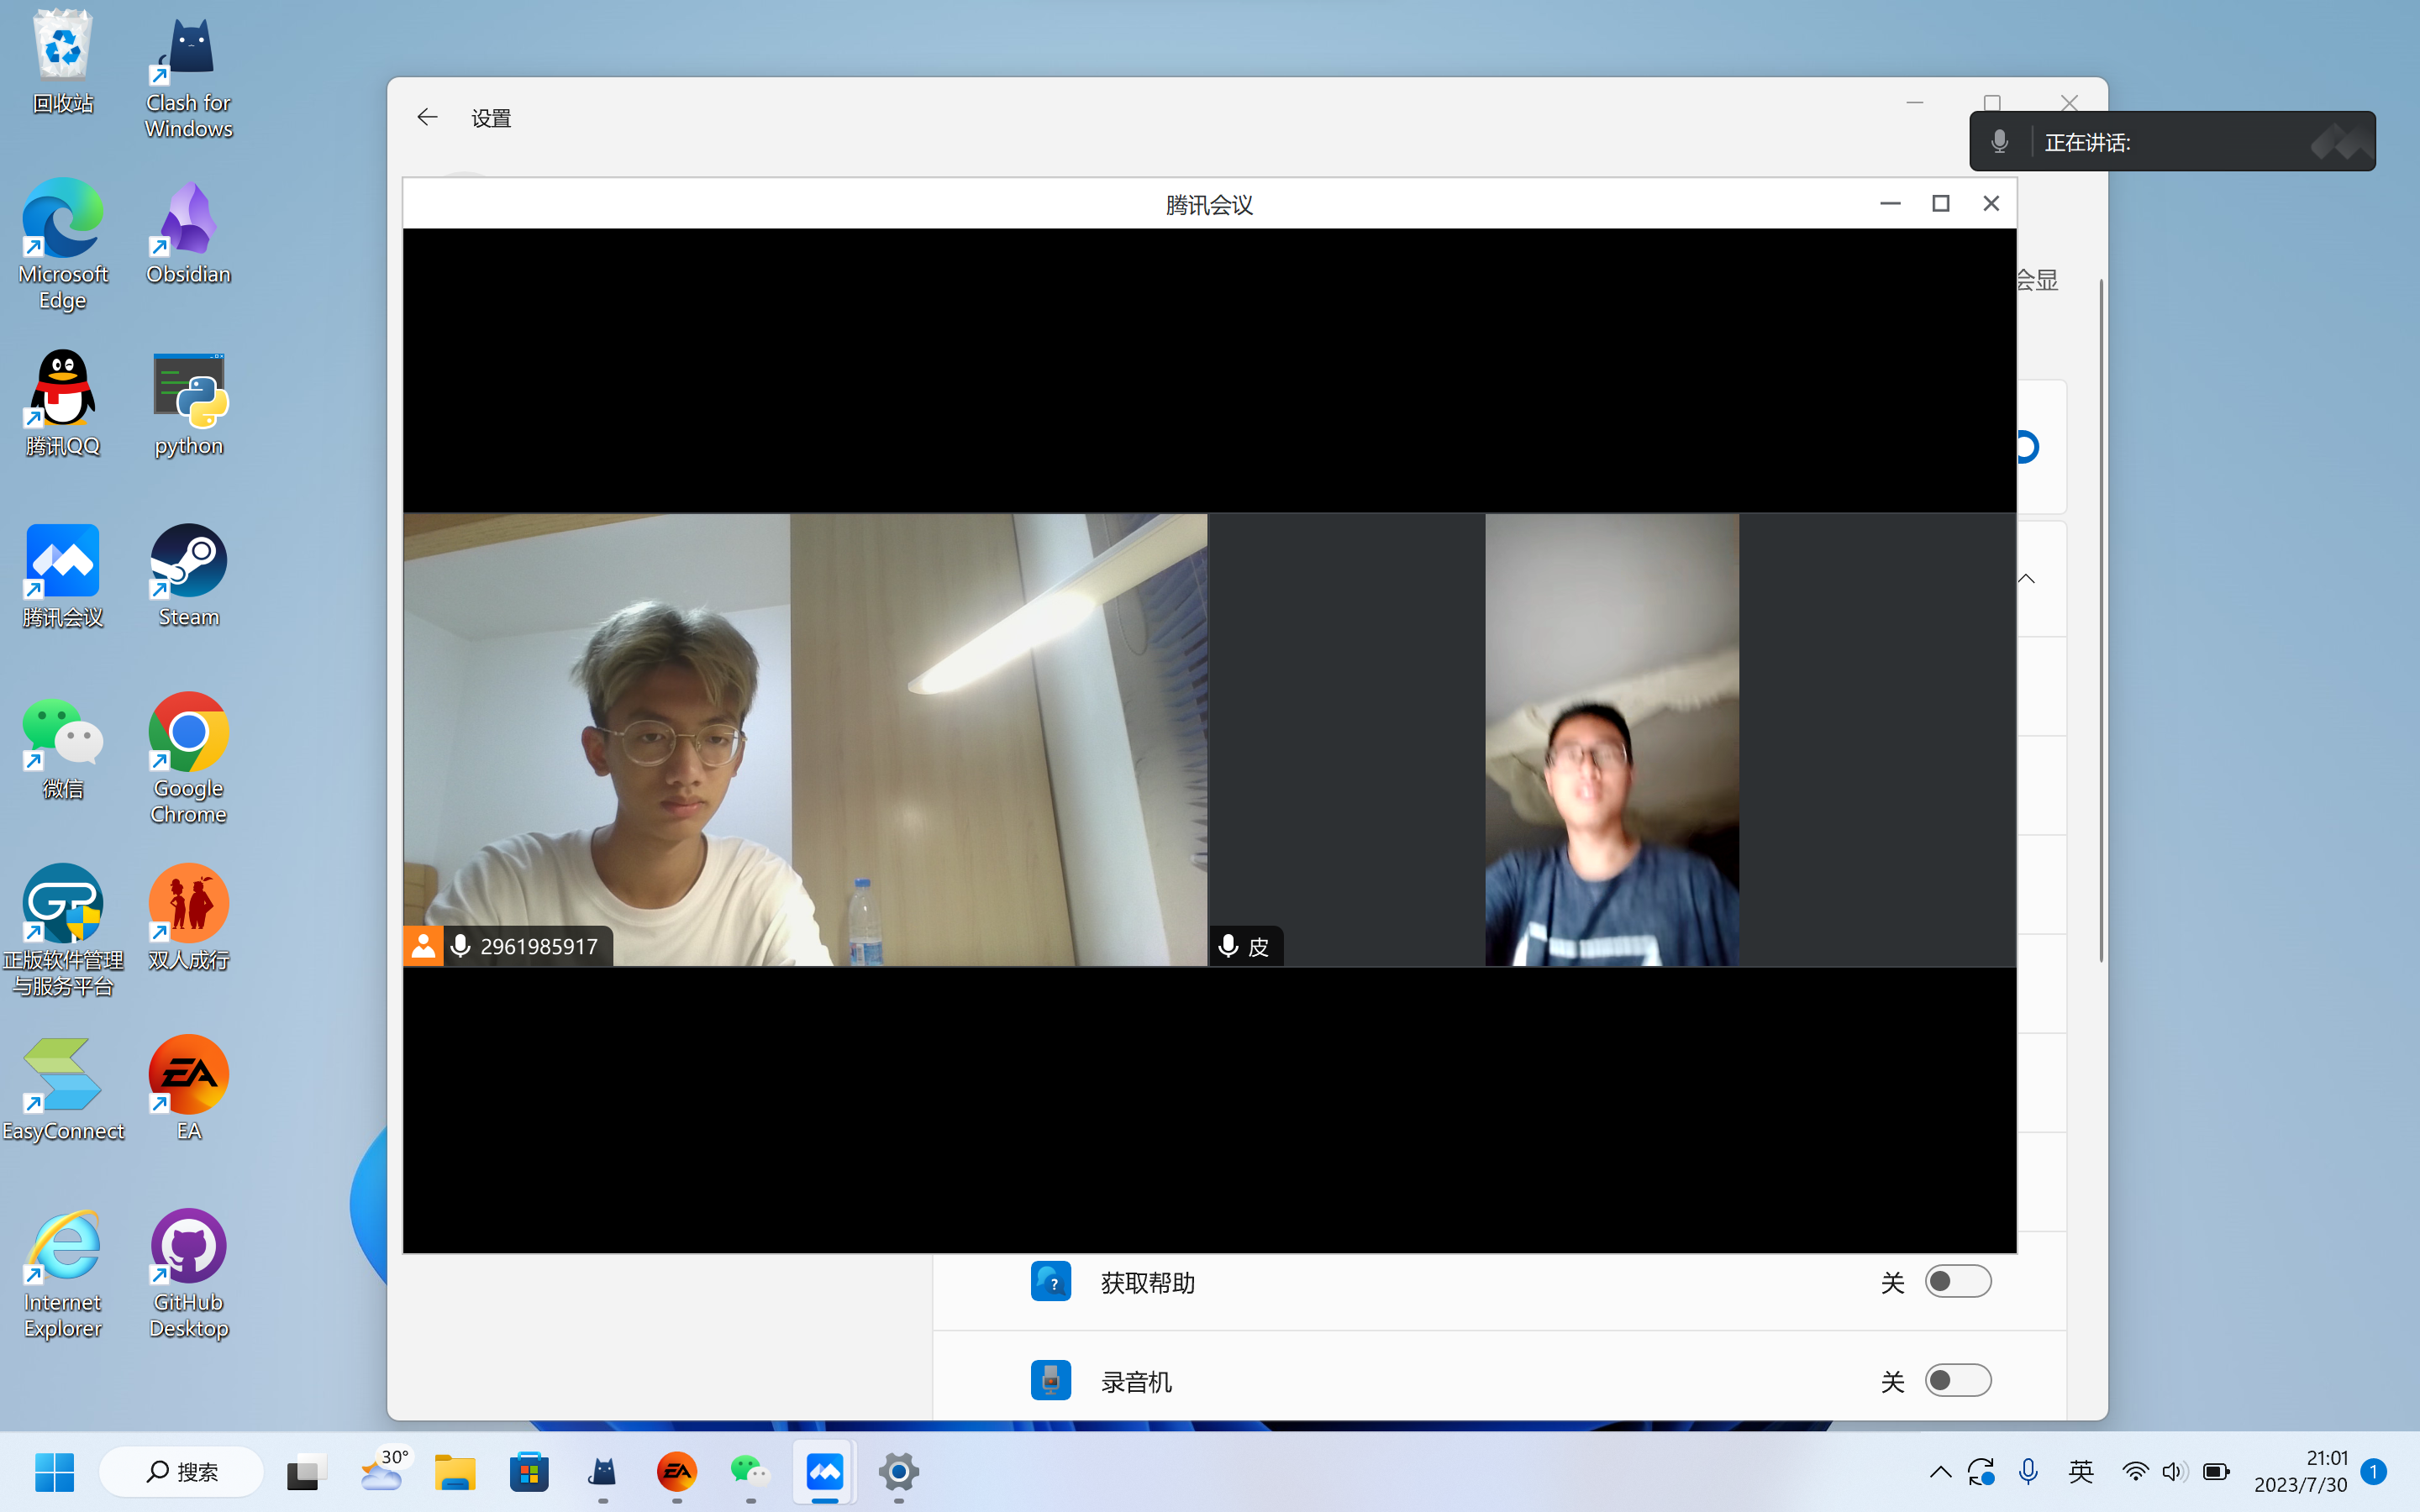 回收站
Clash for
Windows
Microsoft
Edge
Obsidian
腾讯QQ
python
腾讯会议
Steam
微信
Google
Chrome
正版软件管理
与服务平台
双人成行
EasyConnect
EA
Internet
Explorer
GitHub
Desktop
设置
正在讲话:
腾讯会议
会显
2961985917
皮
获取帮助
关
录音机
关
搜索
30°
英
21:01
2023/7/30
1